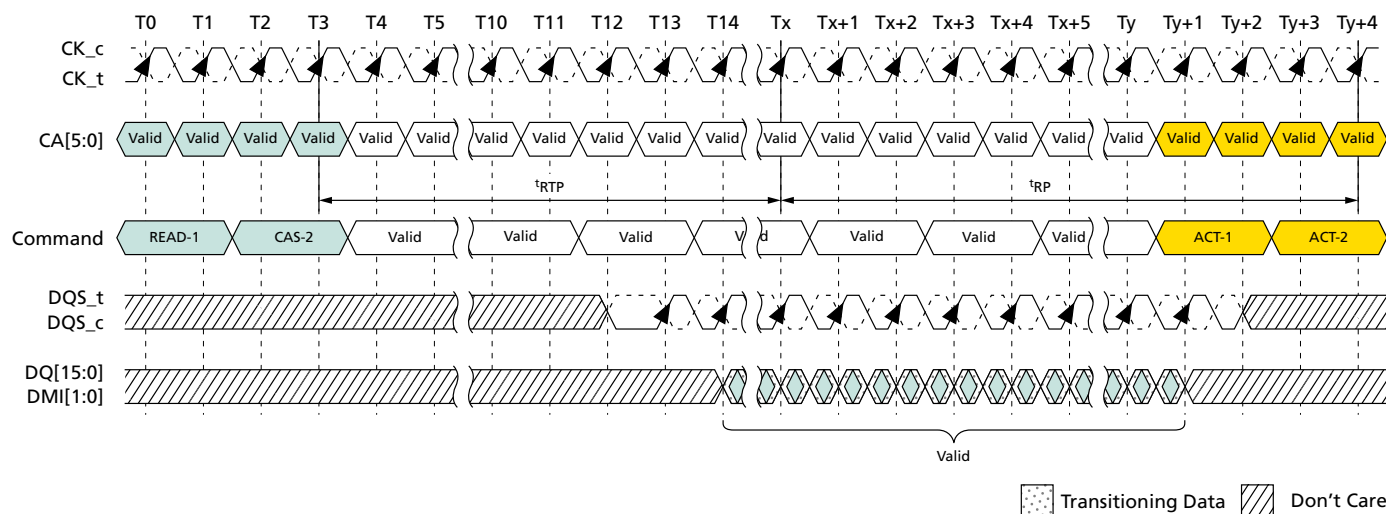 T0 T1 T2 T3 T4 T5 T10 T11 T12 T13 T14 Tx Tx+1 Tx+2 Tx+3 Tx+4 Tx+5 Ty Ty+1 Ty+2 Ty+3 Ty+4
CK_c
CK_t
CA[5:0] Valid Valid Valid Valid Valid Valid Valid Valid Valid Valid Valid Valid Valid Valid Valid Valid Valid Valid Valid Valid Valid Valid
tRTP tRP
Command READ-1 CAS-2 Valid Valid Valid Valid Valid Valid Valid ACT-1 ACT-2
DQS_t
DQS_c
DQ[15:0]
DMI[1:0]
Valid
Transitioning Data Don't Care